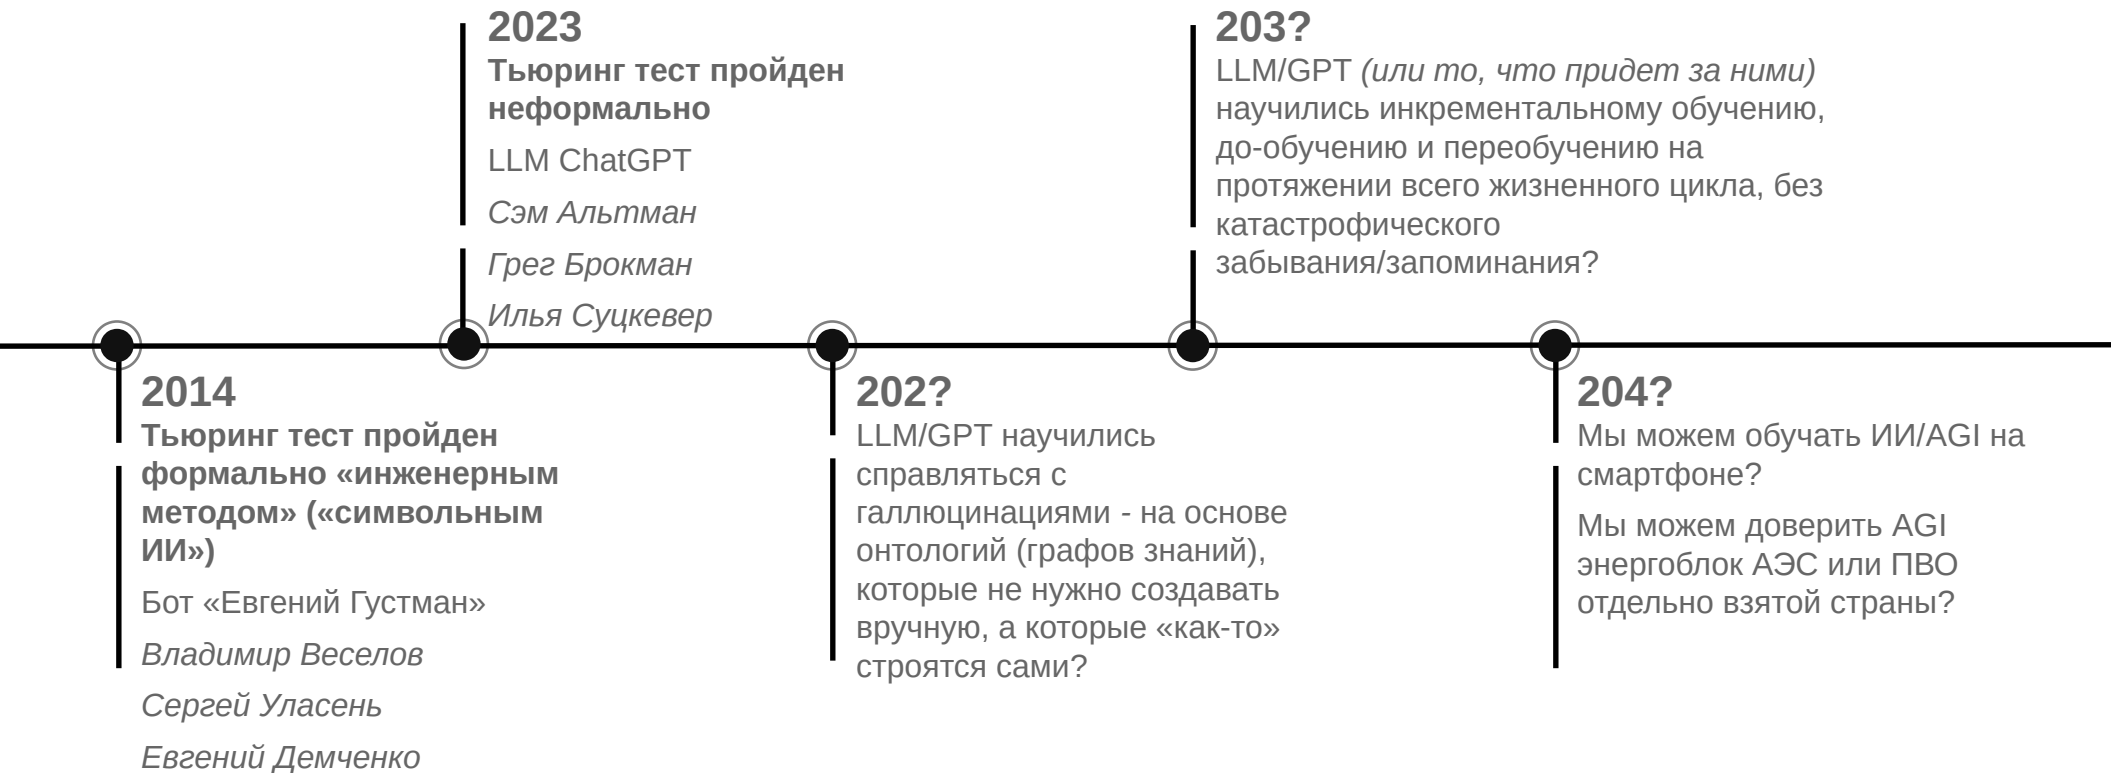 2023
Тьюринг тест пройден
неформально
LLM ChatGPT
Сэм Альтман
Грег Брокман
Илья Суцкевер
203?
LLM/GPT (или то, что придет за ними)
научились инкрементальному обучению,
до-обучению и переобучению на
протяжении всего жизненного цикла, без
катастрофического
забывания/запоминания?
2014
Тьюринг тест пройден
формально «инженерным
методом» («символьным
ИИ»)
Бот «Евгений Густман»
Владимир Веселов
Сергей Уласень
Евгений Демченко
202?
LLM/GPT научились
справляться с
галлюцинациями - на основе
онтологий (графов знаний),
которые не нужно создавать
вручную, а которые «как-то»
строятся сами?
204?
Мы можем обучать ИИ/AGI на
смартфоне?
Мы можем доверить AGI
энергоблок АЭС или ПВО
отдельно взятой страны?